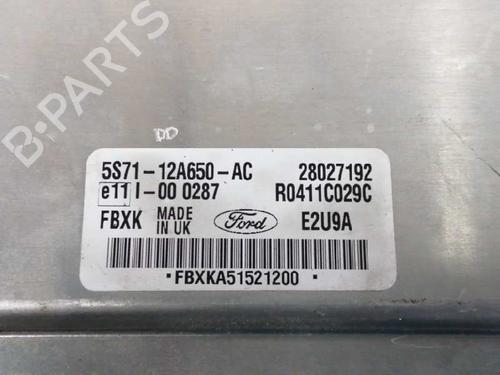 B-PARTS
DD
5S71-12A650-AC 28027192
e11 I-00 0287 R0411C029C
FBXK MADE IN UK Ford E2U9A
*FBXKA51521200*